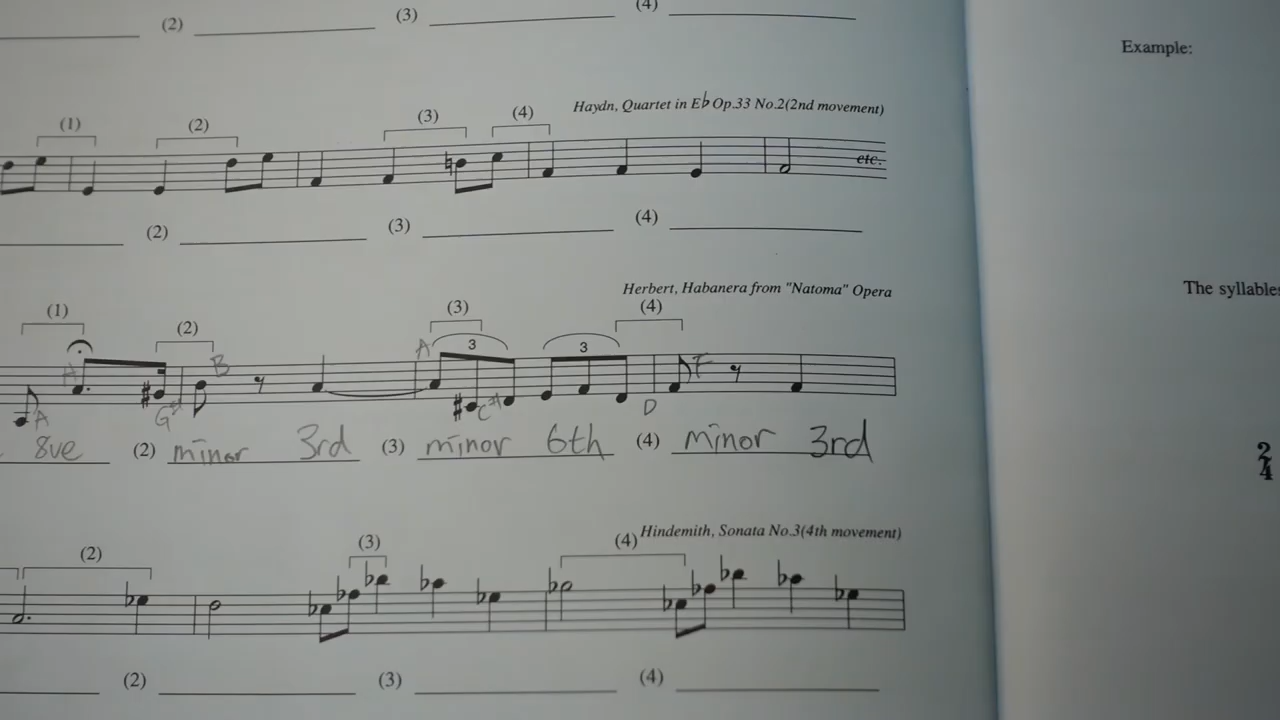 (2) (3) (4)
Example:
Haydn, Quartet in E♭ Op.33 No.2(2nd movement)
(1) (2) (3) (4)
etc.
(2) (3) (4)
Herbert, Habanera from "Natoma" Opera
The syllables
(1) (2) (3) (4)
3 3
A A G# B A C# D F
8ve (2) minor 3rd (3) minor 6th (4) minor 3rd
2
4
Hindemith, Sonata No.3(4th movement)
(2) (3) (4)
(2) (3) (4)